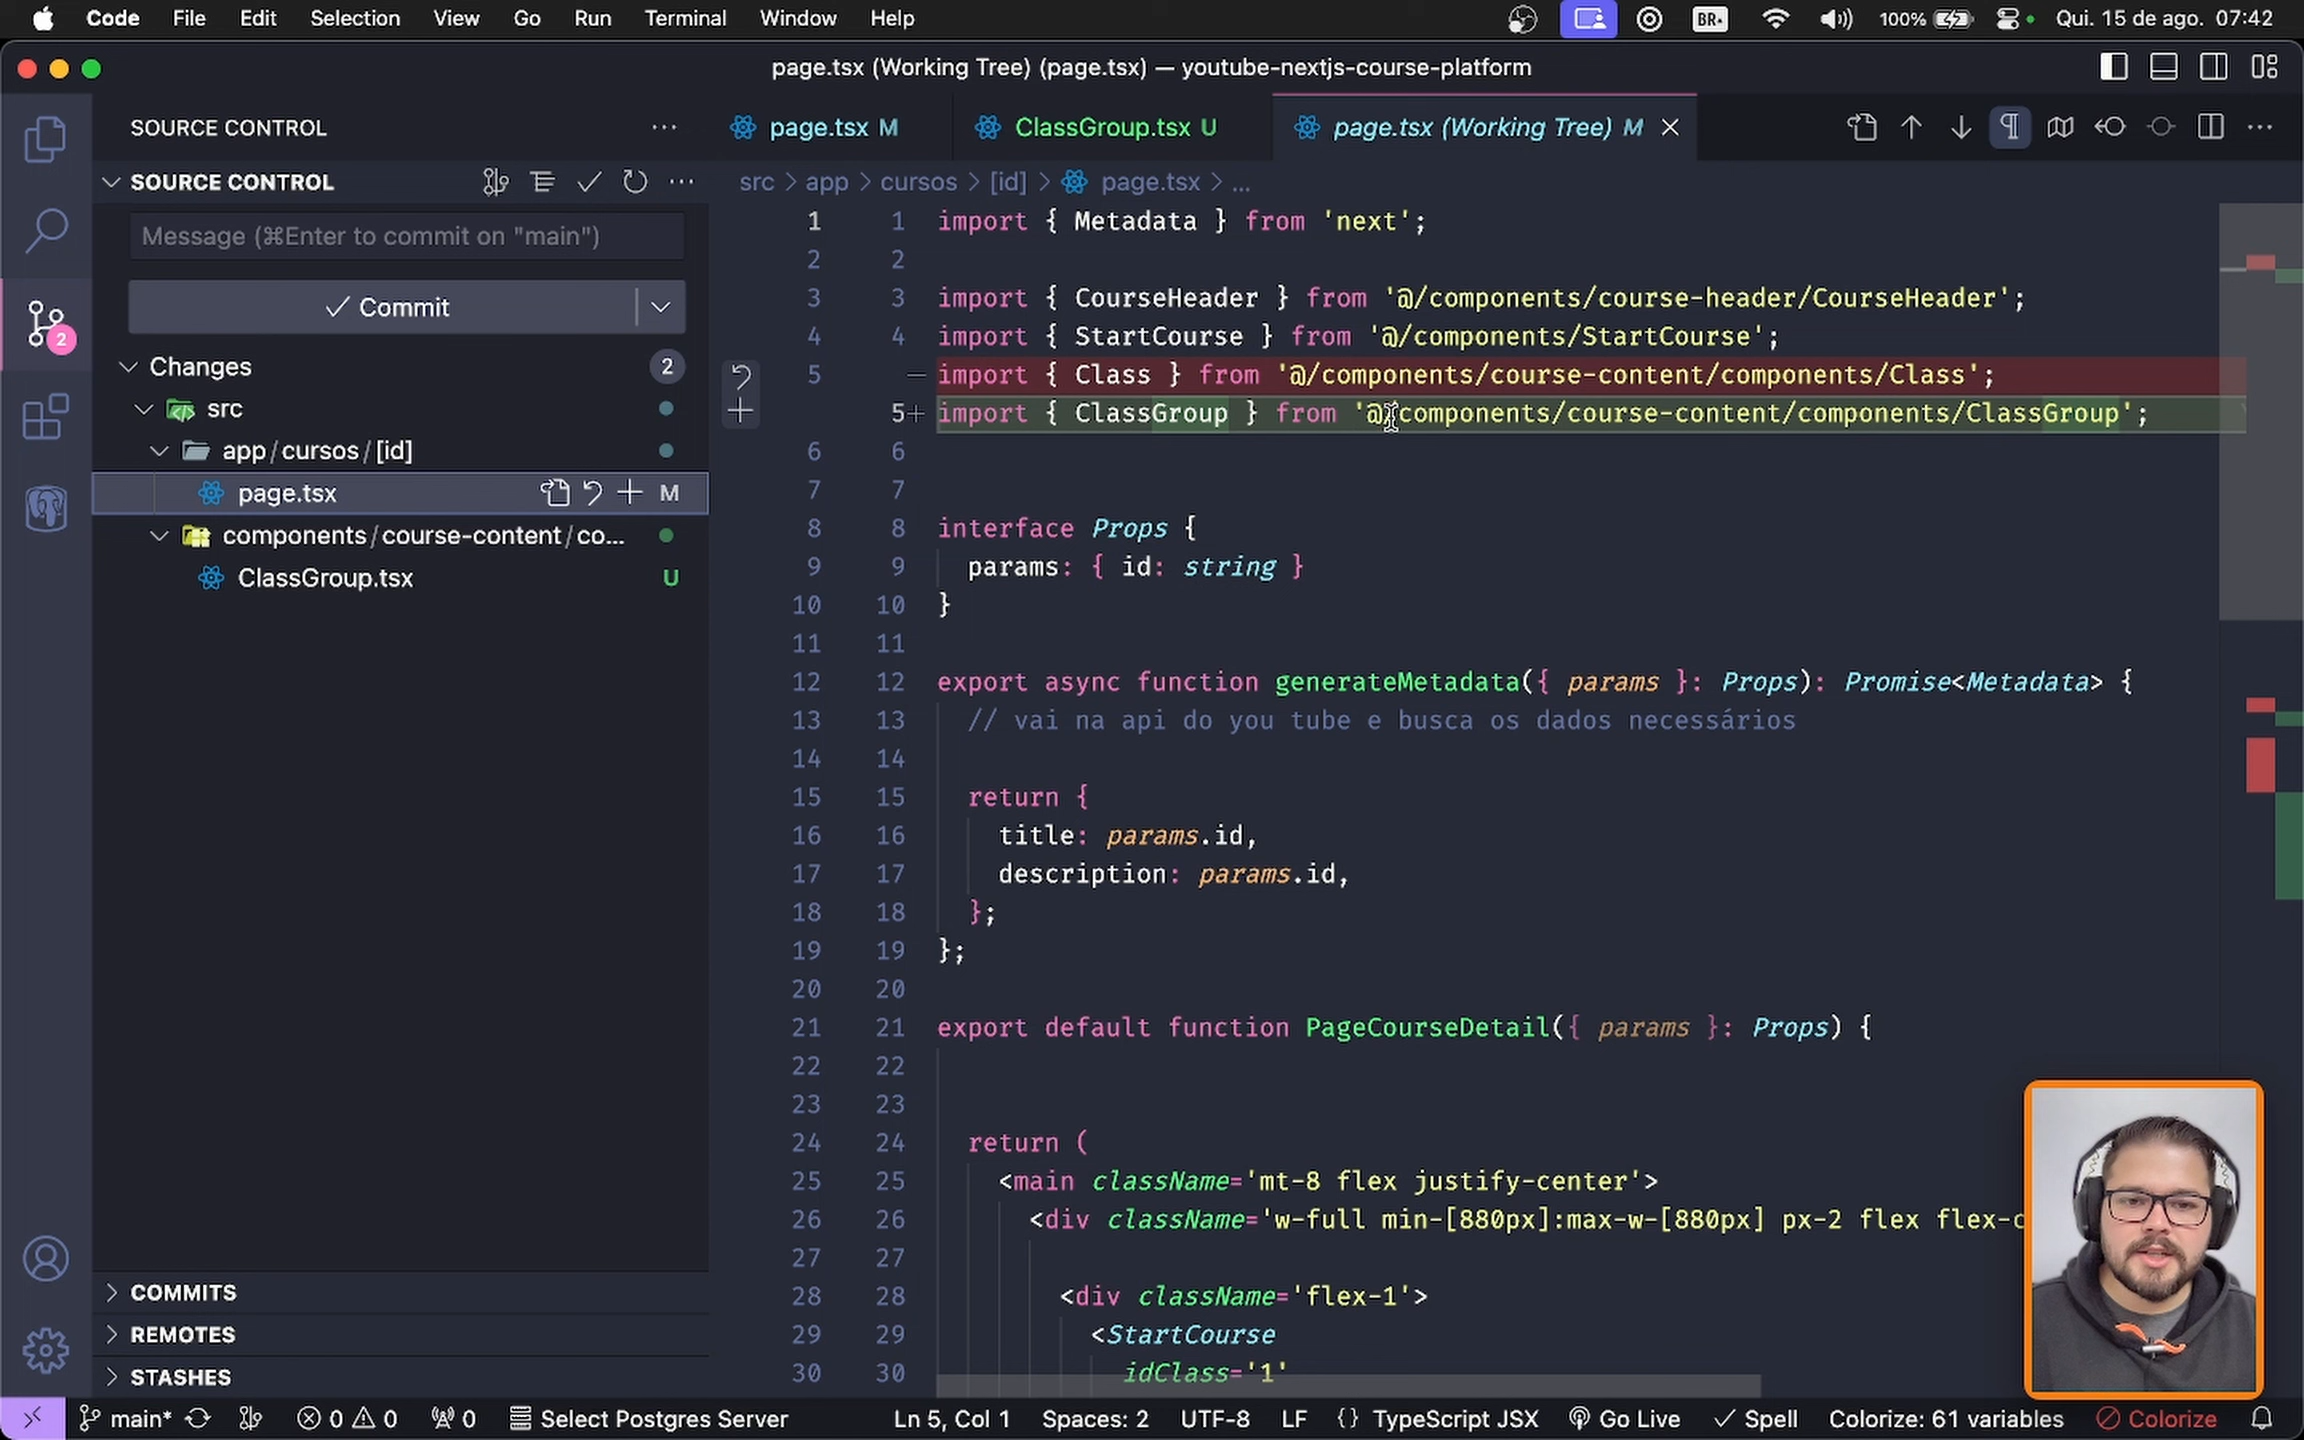 Code File Edit Selection View Go Run Terminal Window Help BR 100% Qui. 15 de ago. 07:42
page.tsx (Working Tree) (page.tsx) — youtube-nextjs-course-platform
SOURCE CONTROL ···
page.tsx M ClassGroup.tsx U page.tsx (Working Tree) M
SOURCE CONTROL
src > app > cursos > [id] > page.tsx > ...
Message (⌘Enter to commit on "main")
Commit
Changes 2
src
app/cursos/[id]
page.tsx M
components/course-content/co...
ClassGroup.tsx U
2
COMMITS
REMOTES
STASHES
1 1 import { Metadata } from 'next';
2 2
3 3 import { CourseHeader } from '@/components/course-header/CourseHeader';
4 4 import { StartCourse } from '@/components/StartCourse';
5 — import { Class } from '@/components/course-content/components/Class';
5+ import { ClassGroup } from '@/components/course-content/components/ClassGroup';
6 6
7 7
8 8 interface Props {
9 9 params: { id: string }
10 10 }
11 11
12 12 export async function generateMetadata({ params }: Props): Promise<Metadata> {
13 13 // vai na api do you tube e busca os dados necessários
14 14
15 15 return {
16 16 title: params.id,
17 17 description: params.id,
18 18 };
19 19 };
20 20
21 21 export default function PageCourseDetail({ params }: Props) {
22 22
23 23
24 24 return (
25 25 <main className='mt-8 flex justify-center'>
26 26 <div className='w-full min-[880px]:max-w-[880px] px-2 flex flex-c
27 27
28 28 <div className='flex-1'>
29 29 <StartCourse
30 30 idClass='1'
main* 0 0 0 Select Postgres Server Ln 5, Col 1 Spaces: 2 UTF-8 LF {} TypeScript JSX Go Live Spell Colorize: 61 variables Colorize